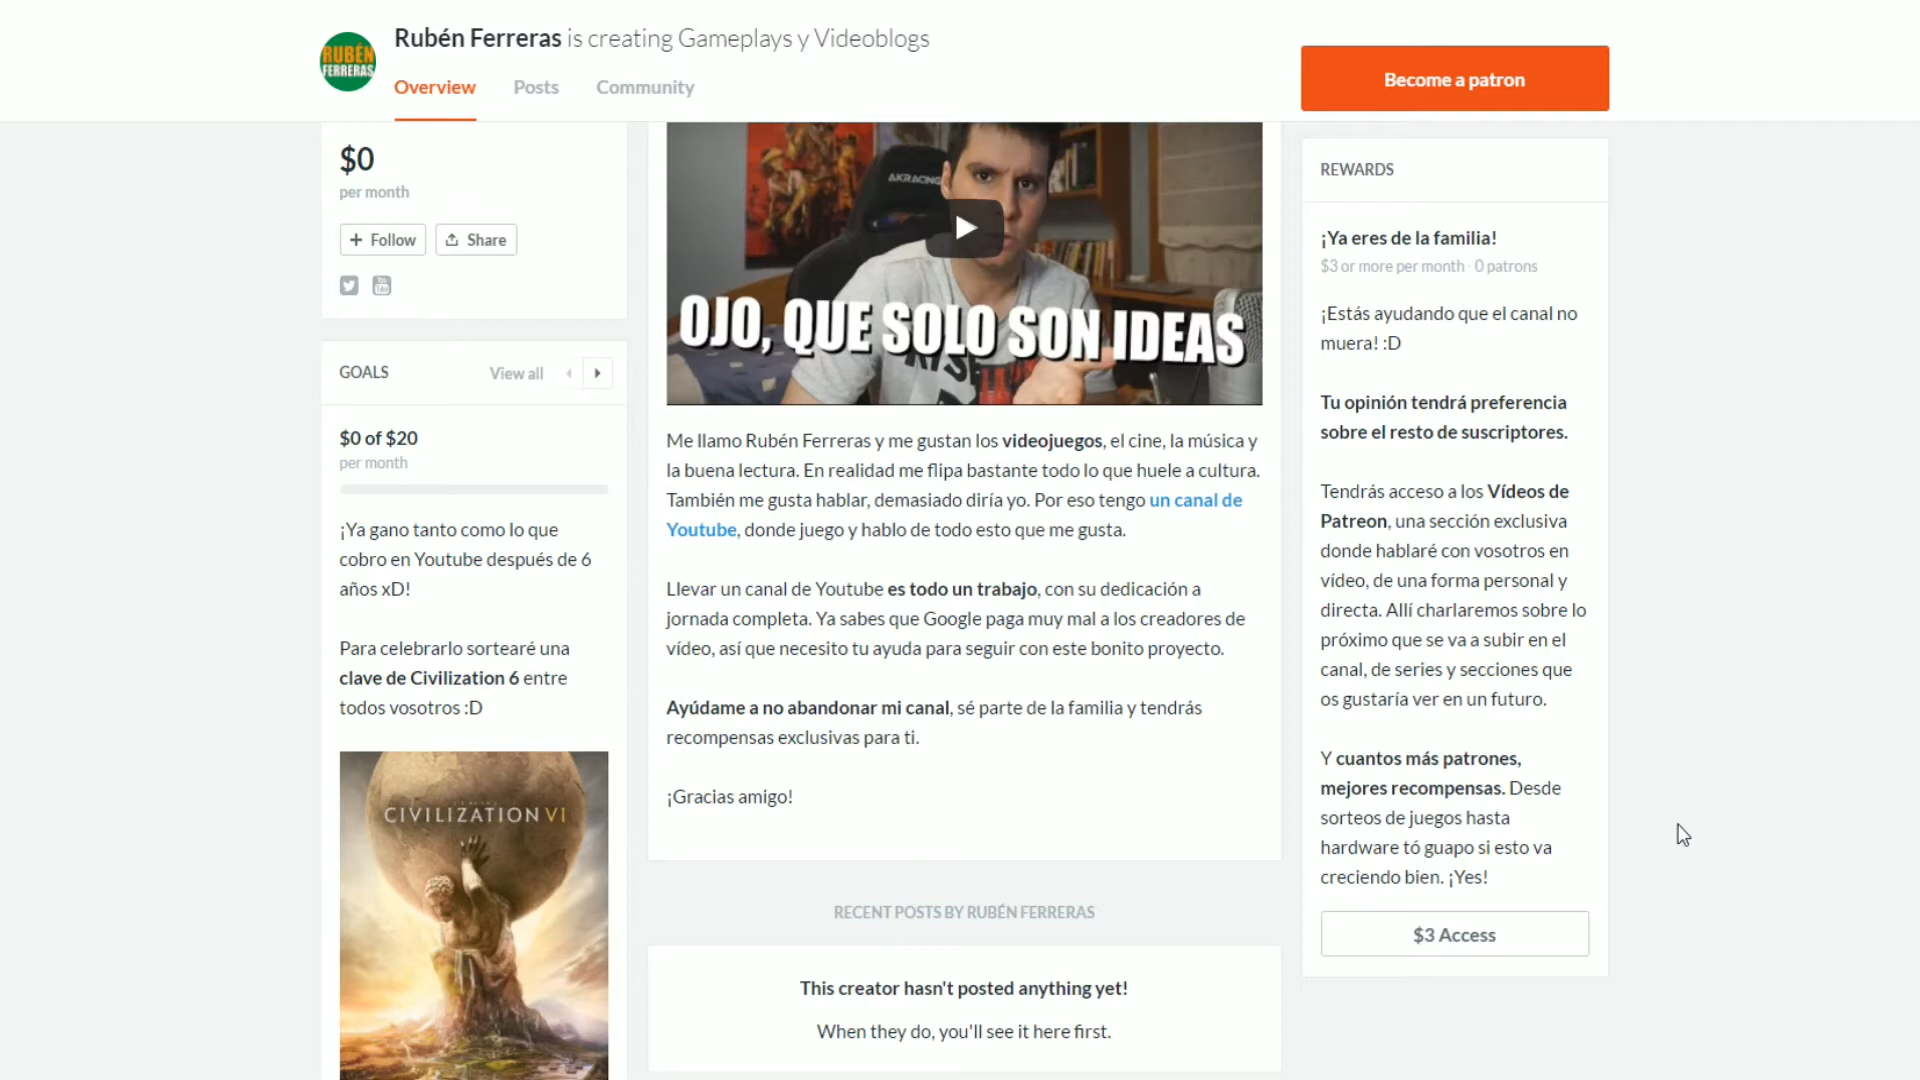 RUBÉN
FERRERAS
Rubén Ferreras is creating Gameplays y Videoblogs
Overview
Posts
Community
Become a patron
$0
per month
+ Follow
Share
GOALS
View all
$0 of $20
per month
¡Ya gano tanto como lo que
cobro en Youtube después de 6
años xD!
Para celebrarlo sortearé una
clave de Civilization 6 entre
todos vosotros :D
CIVILIZATION VI
AKRACING
OJO, QUE SOLO SON IDEAS
Me llamo Rubén Ferreras y me gustan los videojuegos, el cine, la música y
la buena lectura. En realidad me flipa bastante todo lo que huele a cultura.
También me gusta hablar, demasiado diría yo. Por eso tengo un canal de
Youtube, donde juego y hablo de todo esto que me gusta.
Llevar un canal de Youtube es todo un trabajo, con su dedicación a
jornada completa. Ya sabes que Google paga muy mal a los creadores de
vídeo, así que necesito tu ayuda para seguir con este bonito proyecto.
Ayúdame a no abandonar mi canal, sé parte de la familia y tendrás
recompensas exclusivas para ti.
¡Gracias amigo!
RECENT POSTS BY RUBÉN FERRERAS
This creator hasn't posted anything yet!
When they do, you'll see it here first.
REWARDS
¡Ya eres de la familia!
$3 or more per month · 0 patrons
¡Estás ayudando que el canal no
muera! :D
Tu opinión tendrá preferencia
sobre el resto de suscriptores.
Tendrás acceso a los Vídeos de
Patreon, una sección exclusiva
donde hablaré con vosotros en
vídeo, de una forma personal y
directa. Allí charlaremos sobre lo
próximo que se va a subir en el
canal, de series y secciones que
os gustaría ver en un futuro.
Y cuantos más patrones,
mejores recompensas. Desde
sorteos de juegos hasta
hardware tó guapo si esto va
creciendo bien. ¡Yes!
$3 Access